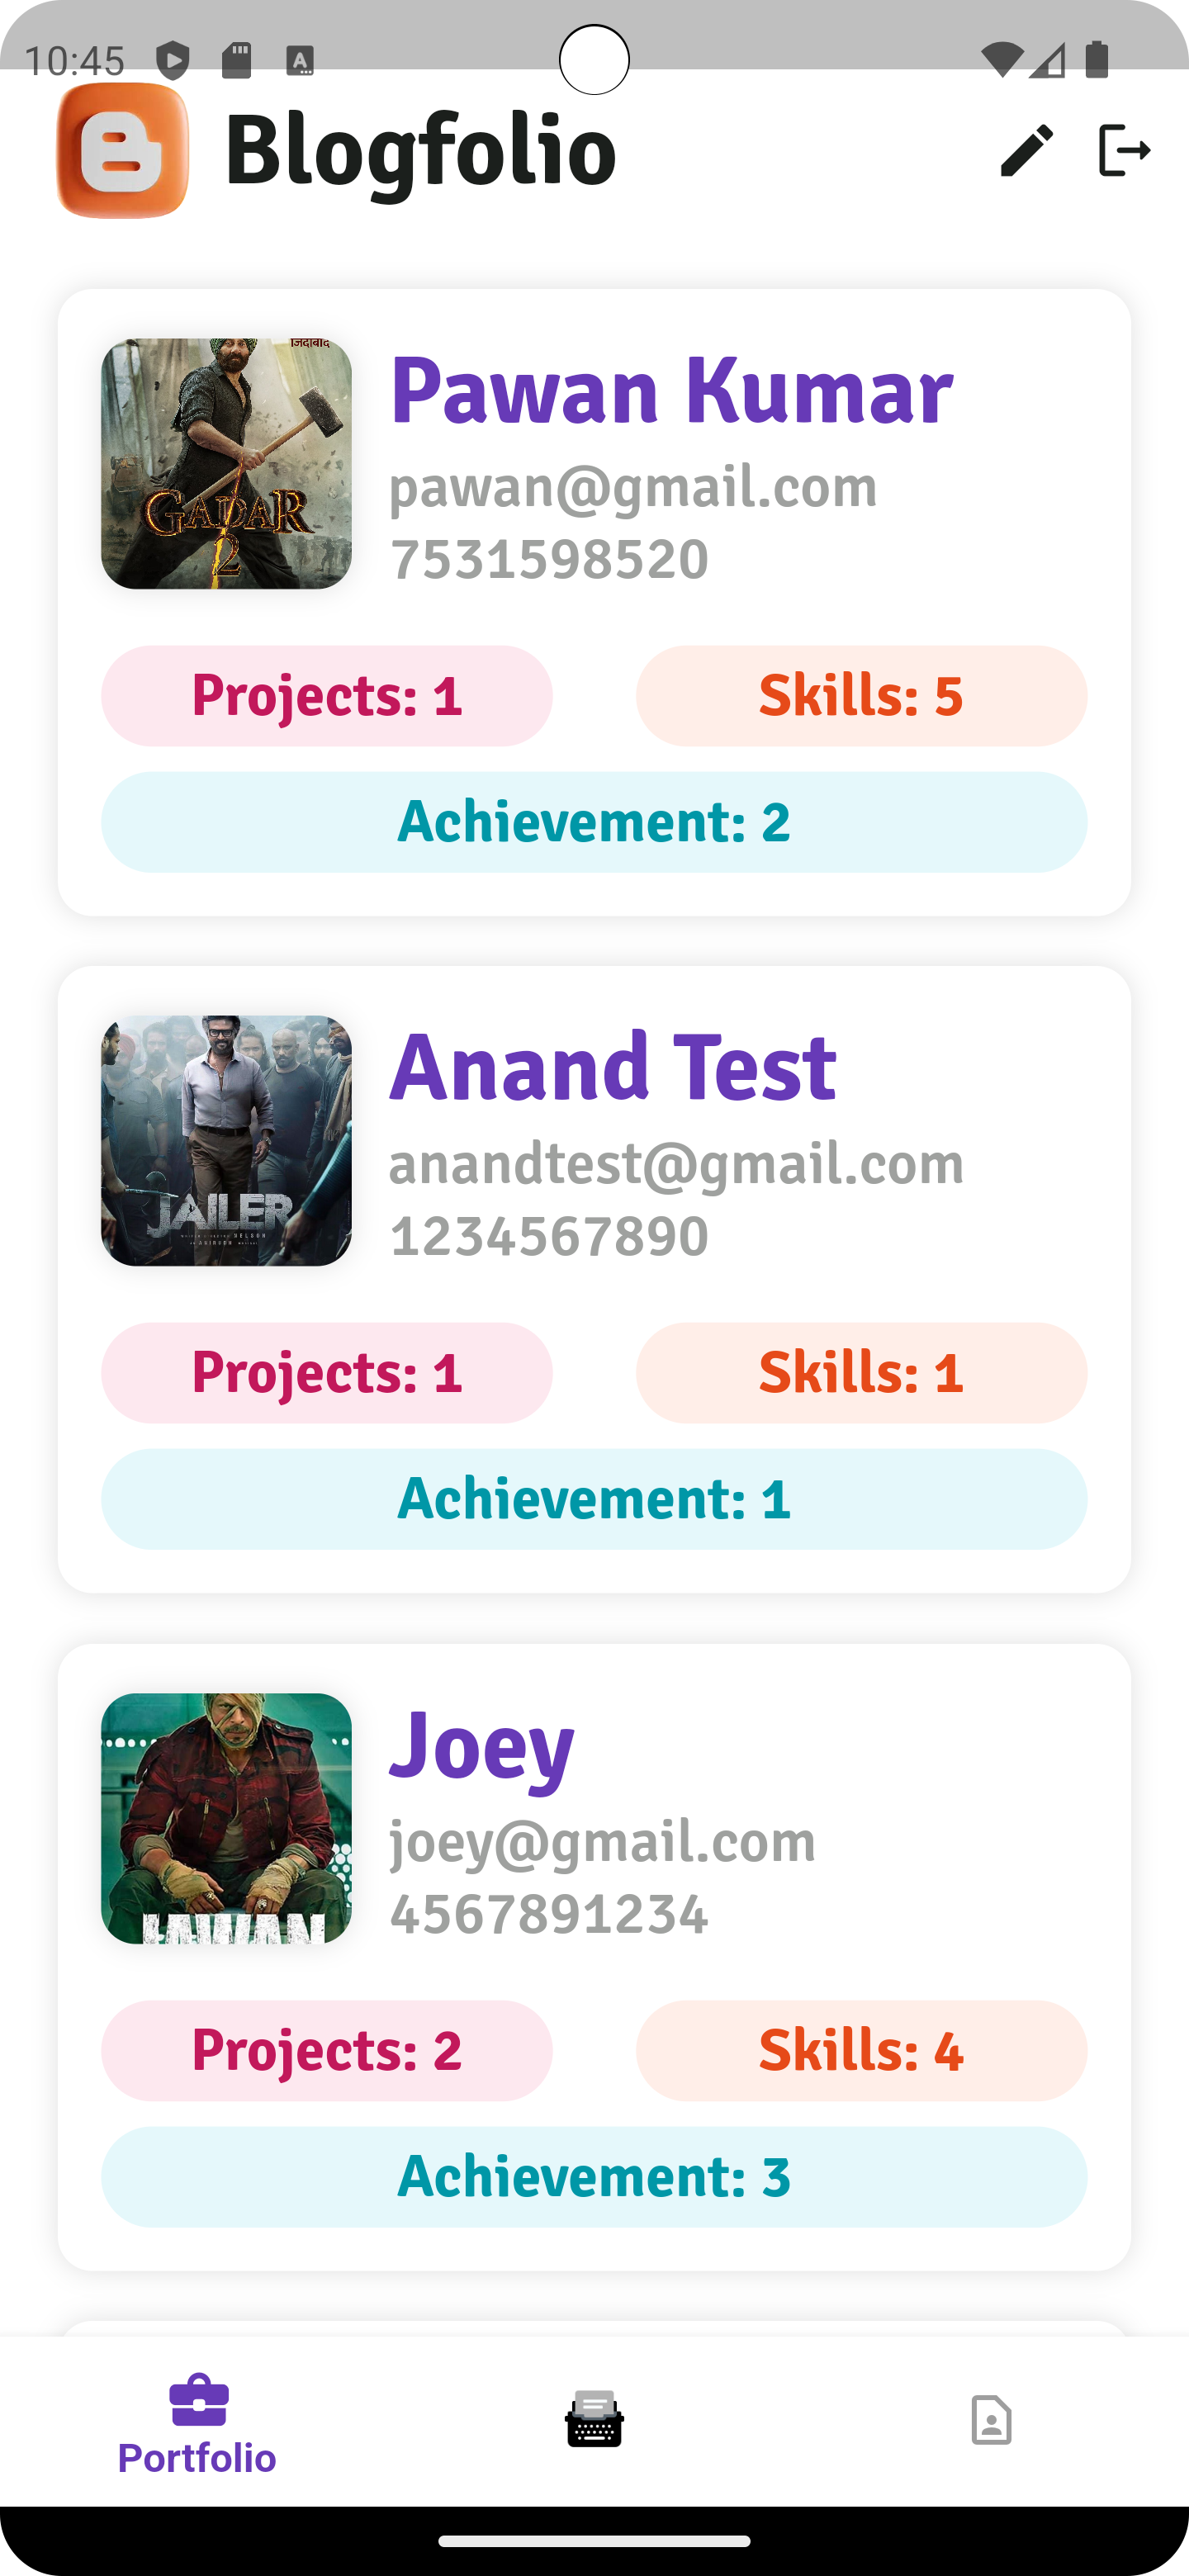 10:45
Blogfolio
जिंदाबाद
GADAR
2
Pawan Kumar
pawan@gmail.com
7531598520
Projects: 1
Skills: 5
Achievement: 2
JAILER
Anand Test
anandtest@gmail.com
1234567890
Projects: 1
Skills: 1
Achievement: 1
JAWAN
Joey
joey@gmail.com
4567891234
Projects: 2
Skills: 4
Achievement: 3
Portfolio